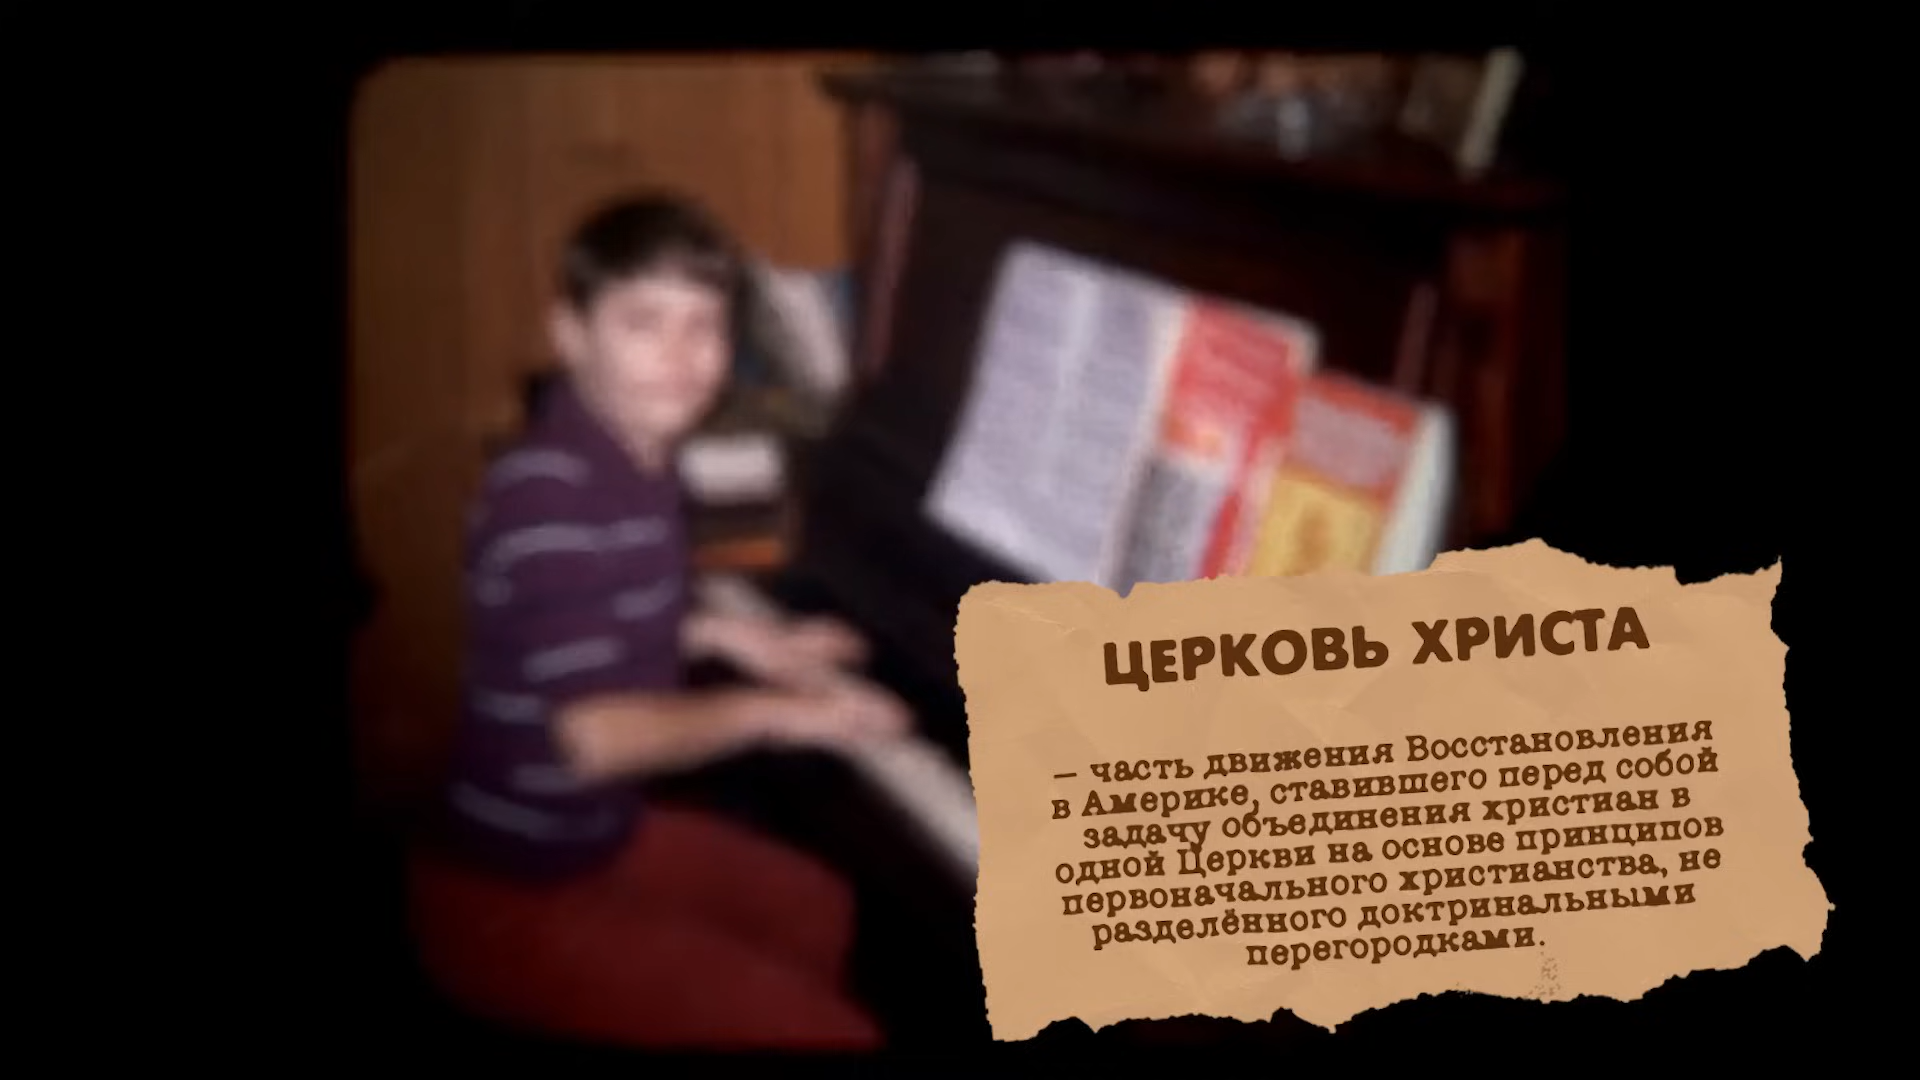 ЦЕРКОВЬ ХРИСТА
– часть движения Восстановления
в Америке, ставившего перед собой
задачу объединения христиан в
одной Церкви на основе принципов
первоначального христианства, не
разделённого доктринальными
перегородками.